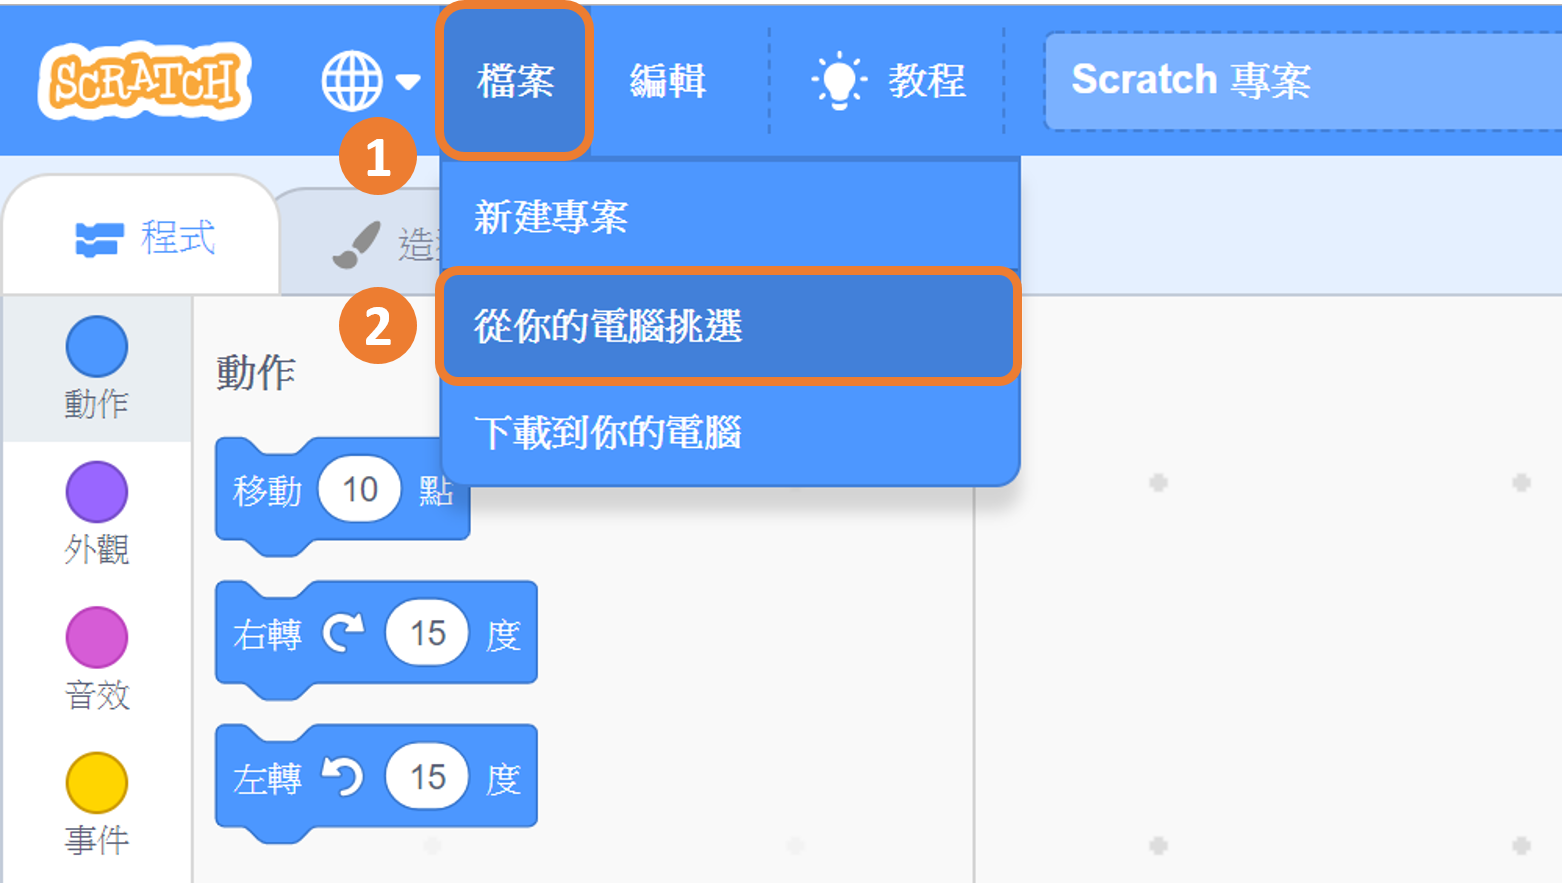 SCRATCH
檔案
編輯
教程
Scratch 專案
1
新建專案
程式
造
2
從你的電腦挑選
下載到你的電腦
動作
外觀
音效
事件
動作
移動 10 點
右轉 15 度
左轉 15 度